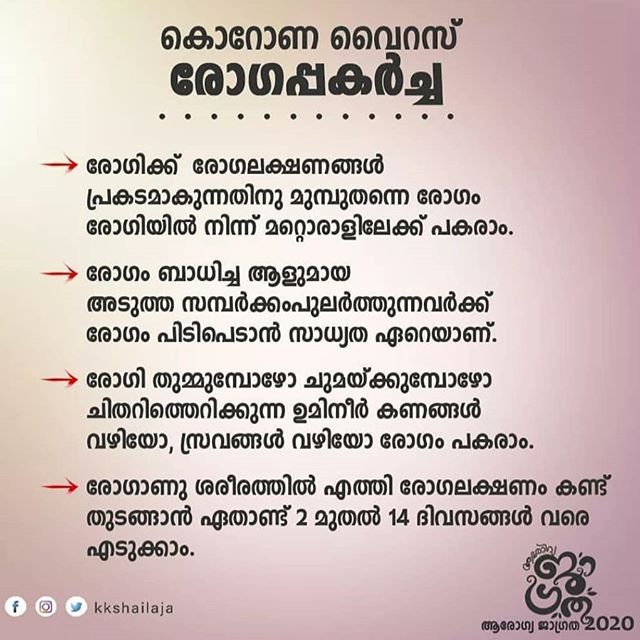 കൊറോണ വൈറസ്
രോഗപ്പകർച്ച
രോഗിക്ക് രോഗലക്ഷണങ്ങൾ
പ്രകടമാകുന്നതിനു മുമ്പുതന്നെ രോഗം
രോഗിയിൽ നിന്ന് മറ്റൊരാളിലേക്ക് പകരാം.
രോഗം ബാധിച്ച ആളുമായ
അടുത്ത സമ്പർക്കംപുലർത്തുന്നവർക്ക്
രോഗം പിടിപെടാൻ സാധ്യത ഏറെയാണ്.
രോഗി തുമ്മുമ്പോഴോ ചുമയ്ക്കുമ്പോഴോ
ചിതറിത്തെറിക്കുന്ന ഉമിനീർ കണങ്ങൾ
വഴിയോ, സ്രവങ്ങൾ വഴിയോ രോഗം പകരാം.
രോഗാണു ശരീരത്തിൽ എത്തി രോഗലക്ഷണം കണ്ട്
തുടങ്ങാൻ ഏതാണ്ട് 2 മുതൽ 14 ദിവസങ്ങൾ വരെ
എടുക്കാം.
kkshailaja
ജാഗ്രത
ആരോഗ്യ ജാഗ്രത 2020